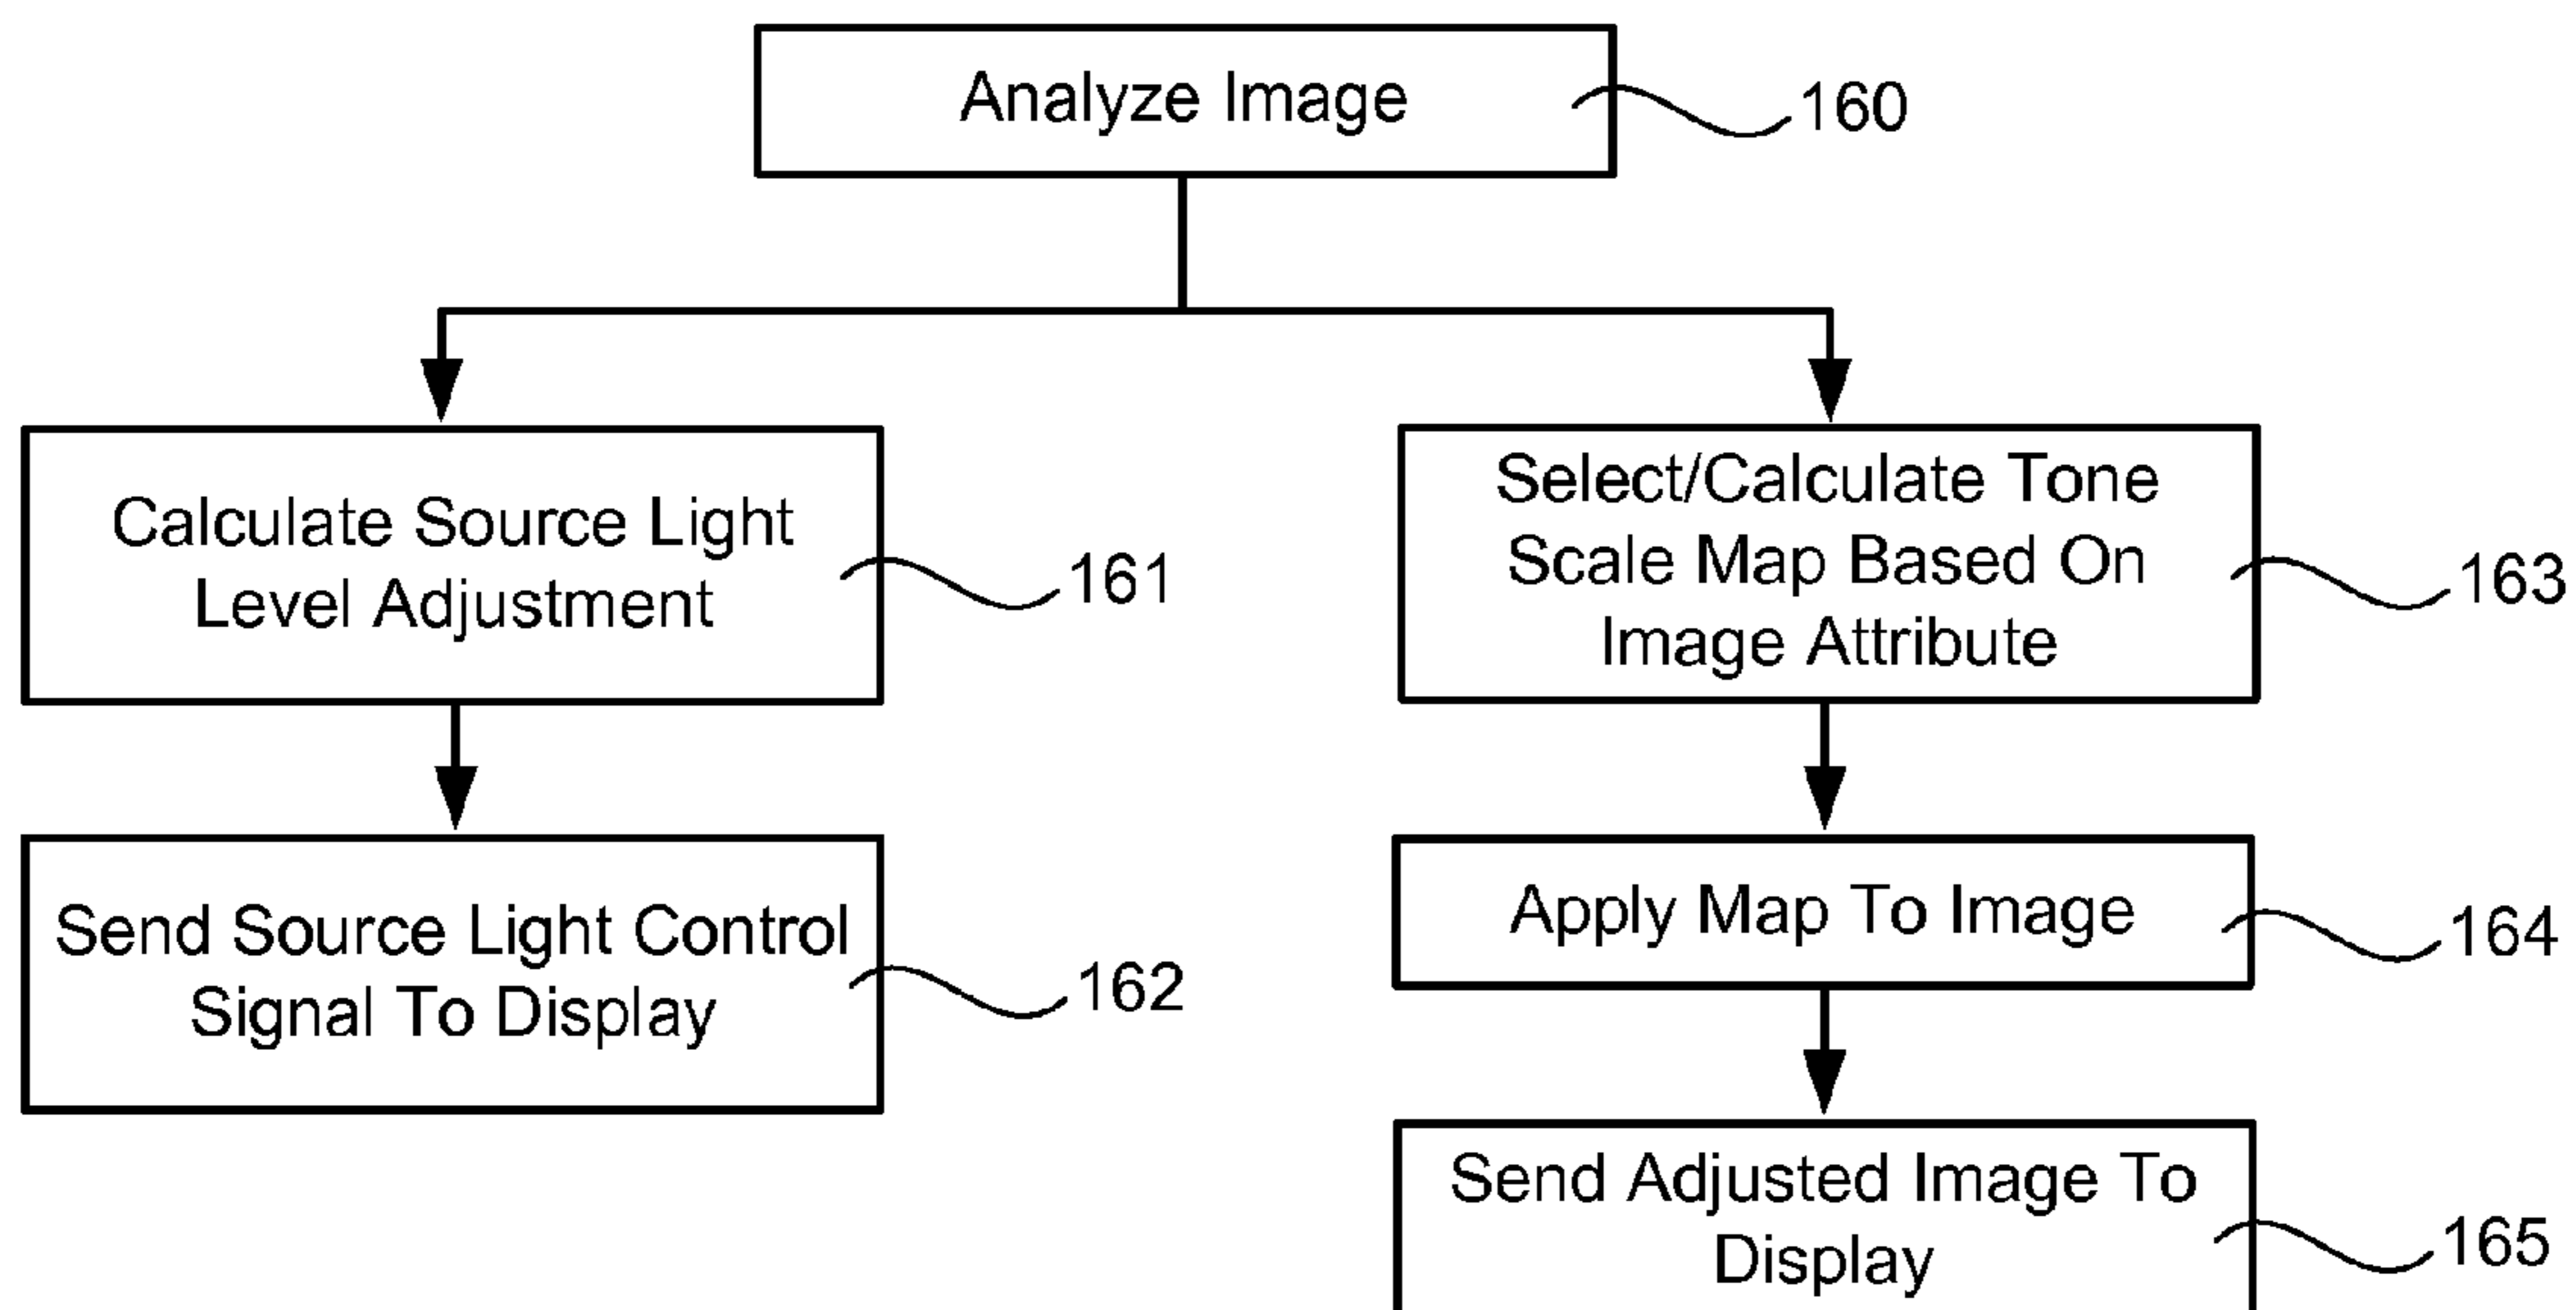 Analyze Image
160
Calculate Source Light
Level Adjustment
161
Send Source Light Control
Signal To Display
162
Select/Calculate Tone
Scale Map Based On
Image Attribute
163
Apply Map To Image
164
Send Adjusted Image To
Display
165